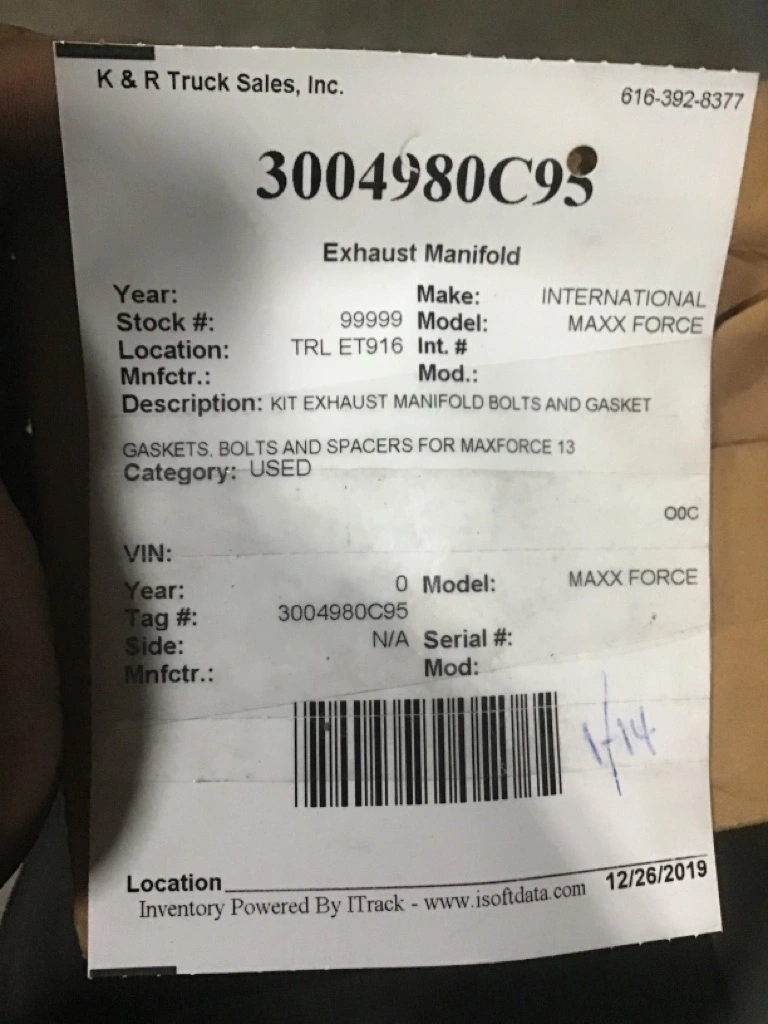 K & R Truck Sales, Inc. 616-392-8377
3004980C95
Exhaust Manifold
Year: Make: INTERNATIONAL
Stock #: 99999 Model: MAXX FORCE
Location: TRL ET916 Int. #
Mnfctr.: Mod.:
Description: KIT EXHAUST MANIFOLD BOLTS AND GASKET
GASKETS, BOLTS AND SPACERS FOR MAXFORCE 13
Category: USED
OOC
VIN:
Year: 0 Model: MAXX FORCE
Tag #: 3004980C95
Side: N/A Serial #:
Mnfctr.: Mod:
1-14
Location 12/26/2019
Inventory Powered By ITrack - www.isoftdata.com